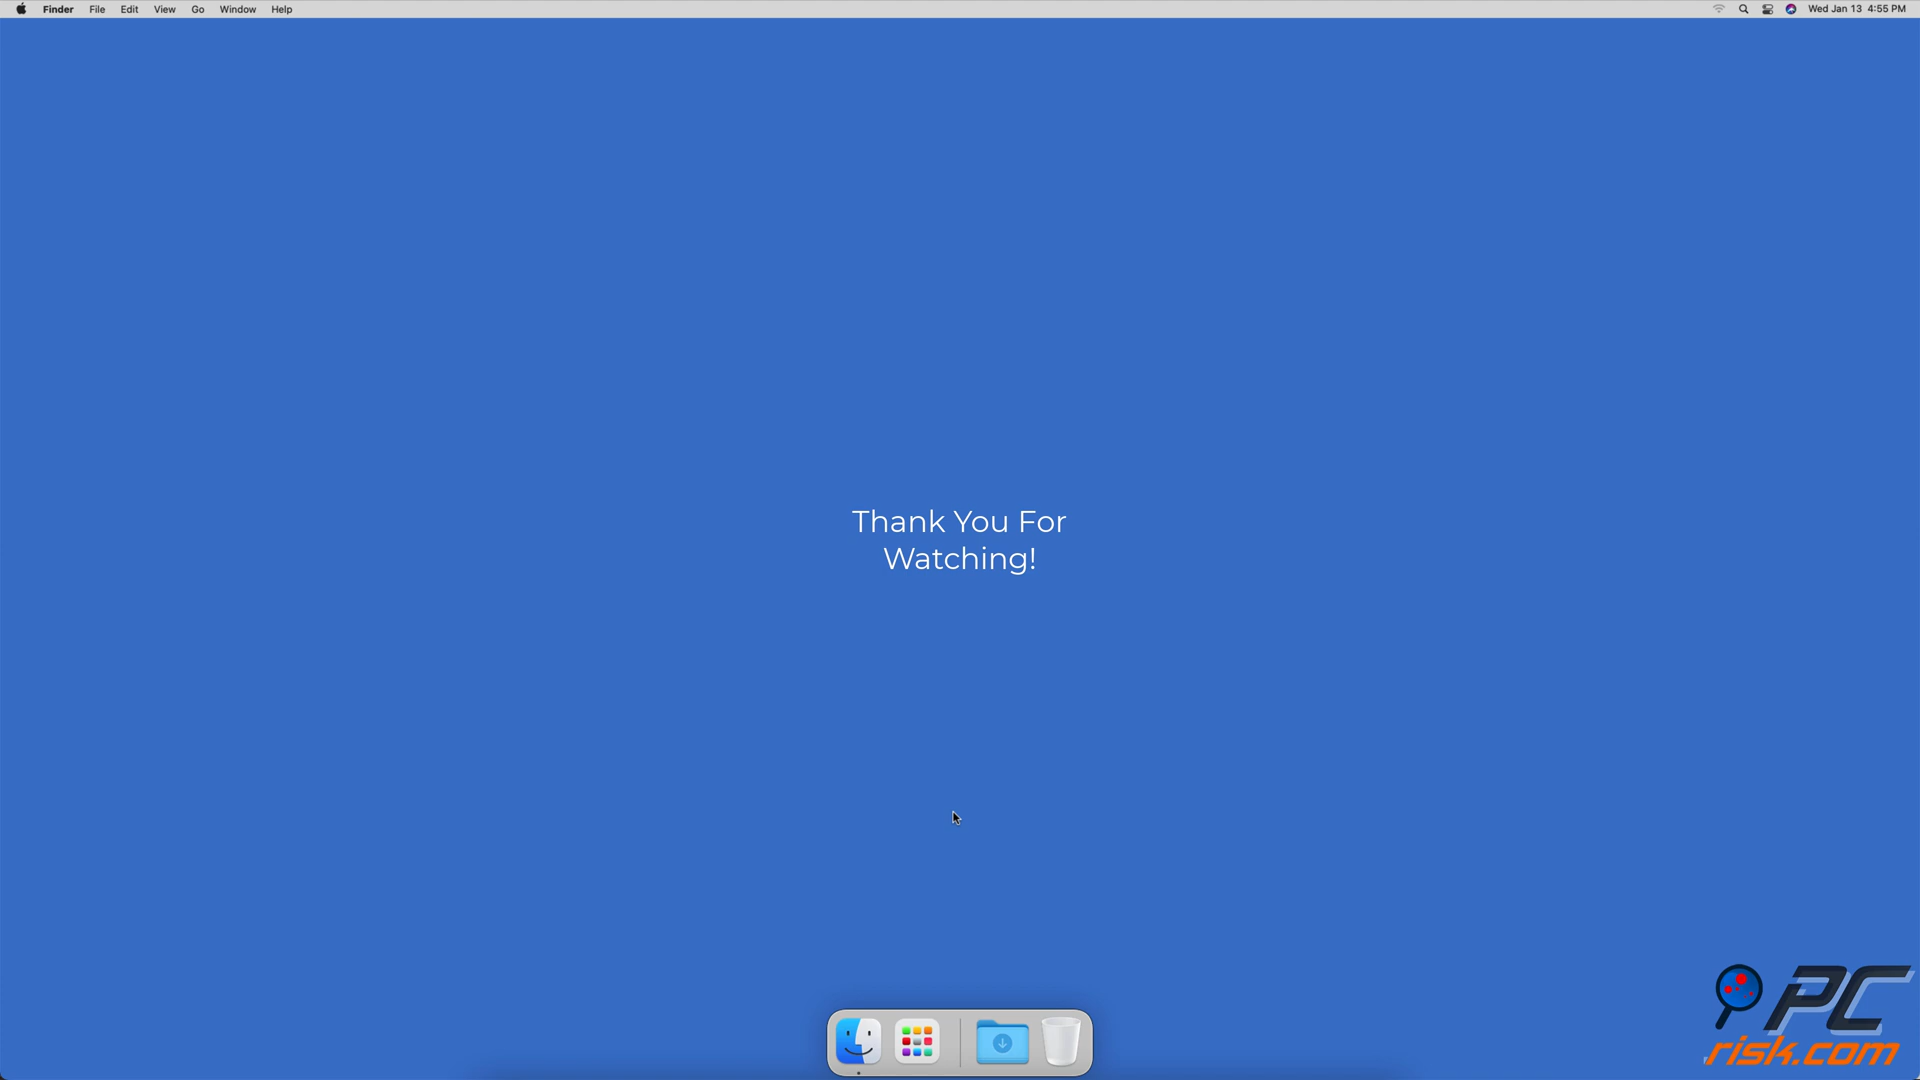 Finder File Edit View Go Window Help Wed Jan 13 4:55 PM
Thank You For
Watching!
PC
risk.com